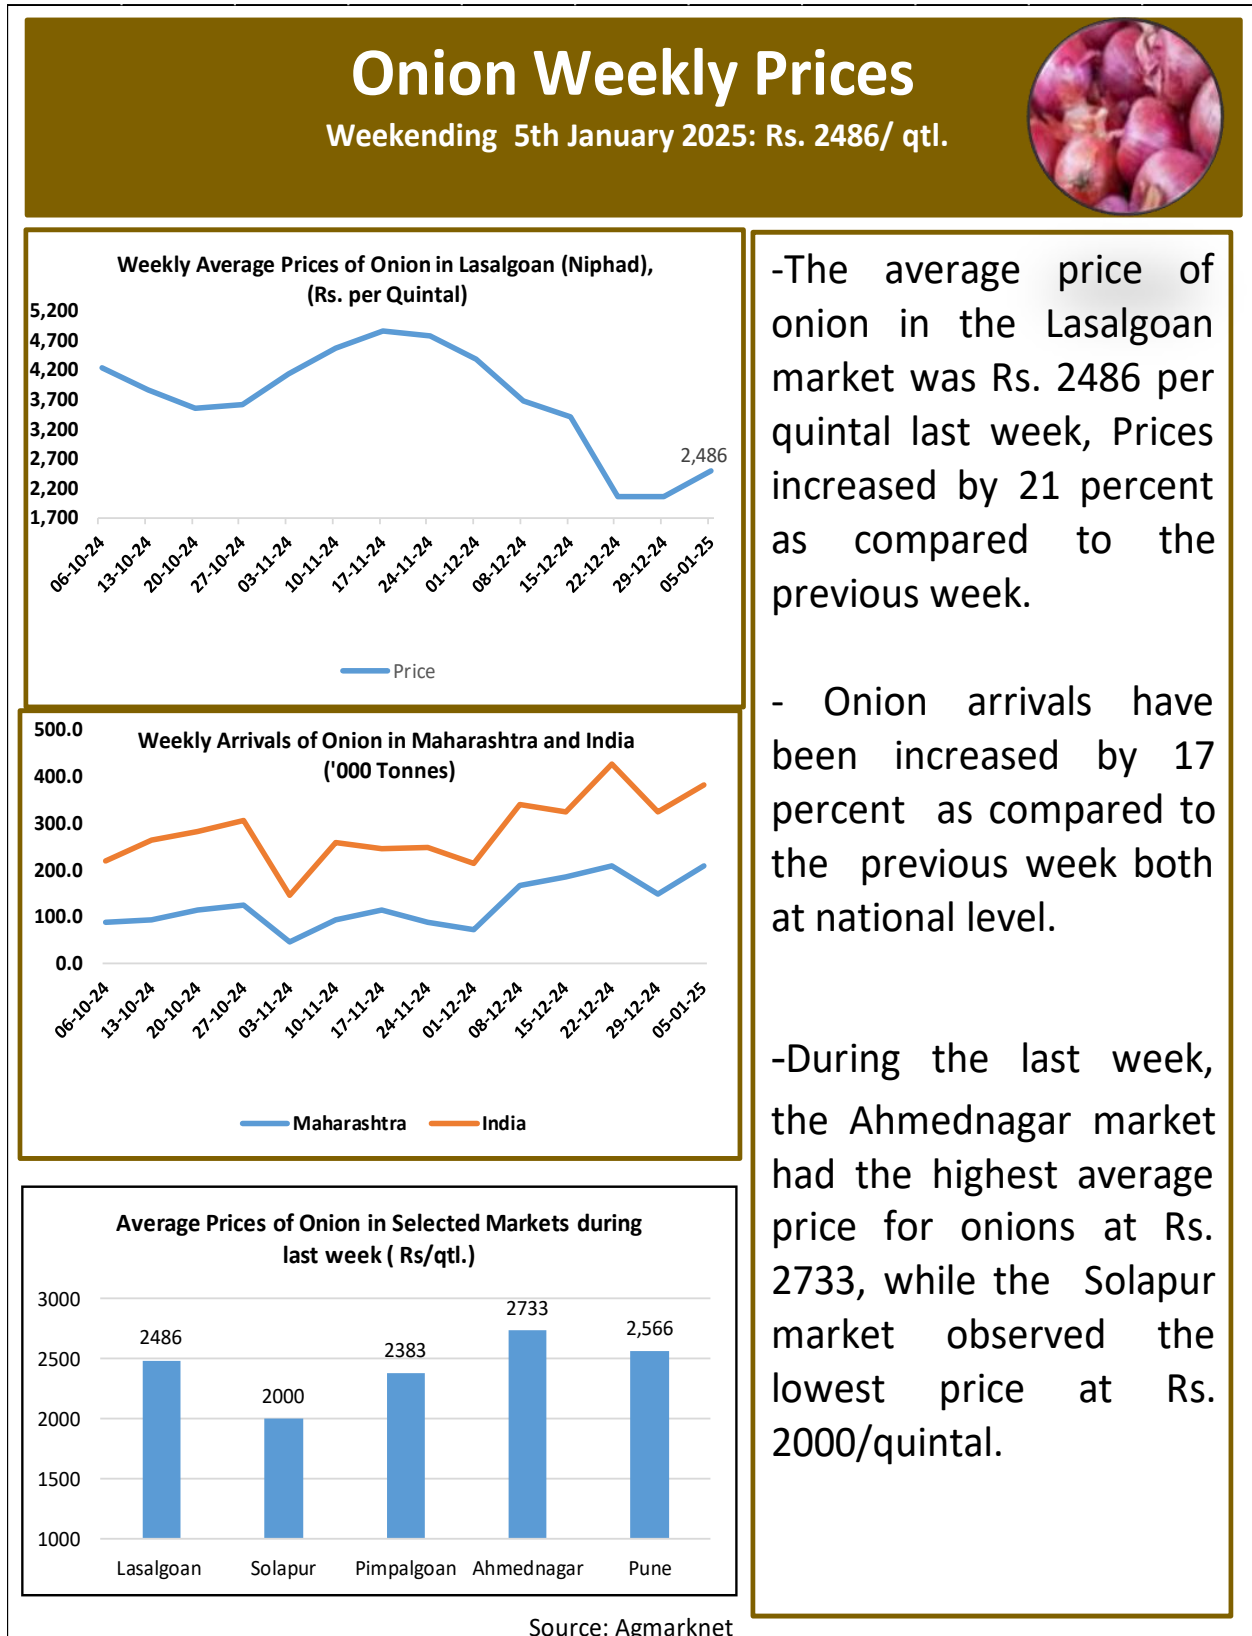 Onion Weekly Prices
Weekending 5th January 2025: Rs. 2486/ qtl.
Weekly Average Prices of Onion in Lasalgoan (Niphad),
(Rs. per Quintal)
5,200
4,700
4,200
3,700
3,200
2,700
2,200
1,700
2,486
06-10-24
13-10-24
20-10-24
27-10-24
03-11-24
10-11-24
17-11-24
24-11-24
01-12-24
08-12-24
15-12-24
22-12-24
29-12-24
05-01-25
Price
Weekly Arrivals of Onion in Maharashtra and India
('000 Tonnes)
500.0
400.0
300.0
200.0
100.0
0.0
06-10-24
13-10-24
20-10-24
27-10-24
03-11-24
10-11-24
17-11-24
24-11-24
01-12-24
08-12-24
15-12-24
22-12-24
29-12-24
05-01-25
Maharashtra
India
Average Prices of Onion in Selected Markets during
last week ( Rs/qtl.)
3000
2500
2000
1500
1000
2486
2000
2383
2733
2,566
Lasalgoan
Solapur
Pimpalgoan
Ahmednagar
Pune
Source: Agmarknet
-The average price of
onion in the Lasalgoan
market was Rs. 2486 per
quintal last week, Prices
increased by 21 percent
as compared to the
previous week.
- Onion arrivals have
been increased by 17
percent as compared to
the previous week both
at national level.
-During the last week,
the Ahmednagar market
had the highest average
price for onions at Rs.
2733, while the Solapur
market observed the
lowest price at Rs.
2000/quintal.